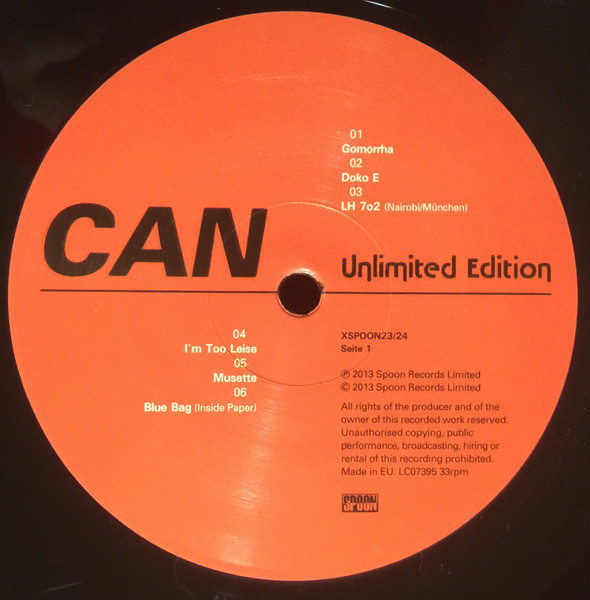 01
Gomorrha
02
Doko E
03
LH 7o2 (Nairobi/München)
CAN
Unlimited Edition
04
I'm Too Leise
05
Musette
06
Blue Bag (Inside Paper)
XSPOON23/24
Seite 1
℗ 2013 Spoon Records Limited
© 2013 Spoon Records Limited
All rights of the producer and of the
owner of this recorded work reserved.
Unauthorised copying, public
performance, broadcasting, hiring or
rental of this recording prohibited.
Made in EU. LC07395 33rpm
SPOON